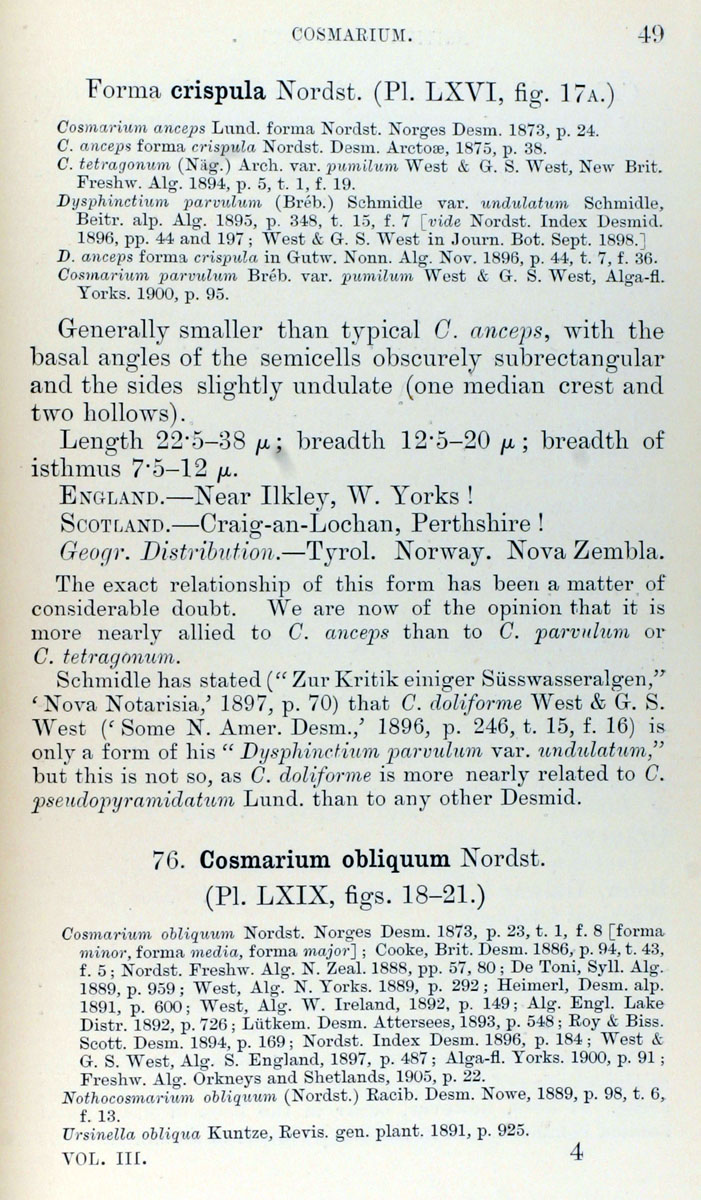 COSMARIUM. 49
Forma crispula Nordst. (Pl. LXVI, fig. 17A.)
Cosmarium anceps Lund. forma Nordst. Norges Desm. 1873, p. 24.
C. anceps forma crispula Nordst. Desm. Arctoæ, 1875, p. 38.
C. tetragonum (Näg.) Arch. var. pumilum West & G. S. West, New Brit.
Freshw. Alg. 1894, p. 5, t. 1, f. 19.
Dysphinctium parvulum (Bréb.) Schmidle var. undulatum Schmidle,
Beitr. alp. Alg. 1895, p. 348, t. 15, f. 7 [vide Nordst. Index Desmid.
1896, pp. 44 and 197; West & G. S. West in Journ. Bot. Sept. 1898.]
D. anceps forma crispula in Gutw. Nonn. Alg. Nov. 1896, p. 44, t. 7, f. 36.
Cosmarium parvulum Bréb. var. pumilum West & G. S. West, Alga-fl.
Yorks. 1900, p. 95.
Generally smaller than typical C. anceps, with the
basal angles of the semicells obscurely subrectangular
and the sides slightly undulate (one median crest and
two hollows).
Length 22·5–38 μ; breadth 12·5–20 μ; breadth of
isthmus 7·5–12 μ.
ENGLAND.—Near Ilkley, W. Yorks!
SCOTLAND.—Craig-an-Lochan, Perthshire!
Geogr. Distribution.—Tyrol. Norway. Nova Zembla.
The exact relationship of this form has been a matter of
considerable doubt. We are now of the opinion that it is
more nearly allied to C. anceps than to C. parvulum or
C. tetragonum.
Schmidle has stated (“Zur Kritik einiger Süsswasseralgen,”
‘Nova Notarisia,’ 1897, p. 70) that C. doliforme West & G. S.
West (‘Some N. Amer. Desm.,’ 1896, p. 246, t. 15, f. 16) is
only a form of his “Dysphinctium parvulum var. undulatum,”
but this is not so, as C. doliforme is more nearly related to C.
pseudopyramidatum Lund. than to any other Desmid.
76. Cosmarium obliquum Nordst.
(Pl. LXIX, figs. 18–21.)
Cosmarium obliquum Nordst. Norges Desm. 1873, p. 23, t. 1, f. 8 [forma
minor, forma media, forma major]; Cooke, Brit. Desm. 1886, p. 94, t. 43,
f. 5; Nordst. Freshw. Alg. N. Zeal. 1888, pp. 57, 80; De Toni, Syll. Alg.
1889, p. 959; West, Alg. N. Yorks. 1889, p. 292; Heimerl, Desm. alp.
1891, p. 600; West, Alg. W. Ireland, 1892, p. 149; Alg. Engl. Lake
Distr. 1892, p. 726; Lütkem. Desm. Attersees, 1893, p. 548; Roy & Biss.
Scott. Desm. 1894, p. 169; Nordst. Index Desm. 1896, p. 184; West &
G. S. West, Alg. S. England, 1897, p. 487; Alga-fl. Yorks. 1900, p. 91;
Freshw. Alg. Orkneys and Shetlands, 1905, p. 22.
Nothocosmarium obliquum (Nordst.) Racib. Desm. Nowe, 1889, p. 98, t. 6,
f. 13.
Ursinella obliqua Kuntze, Revis. gen. plant. 1891, p. 925.
VOL. III. 4